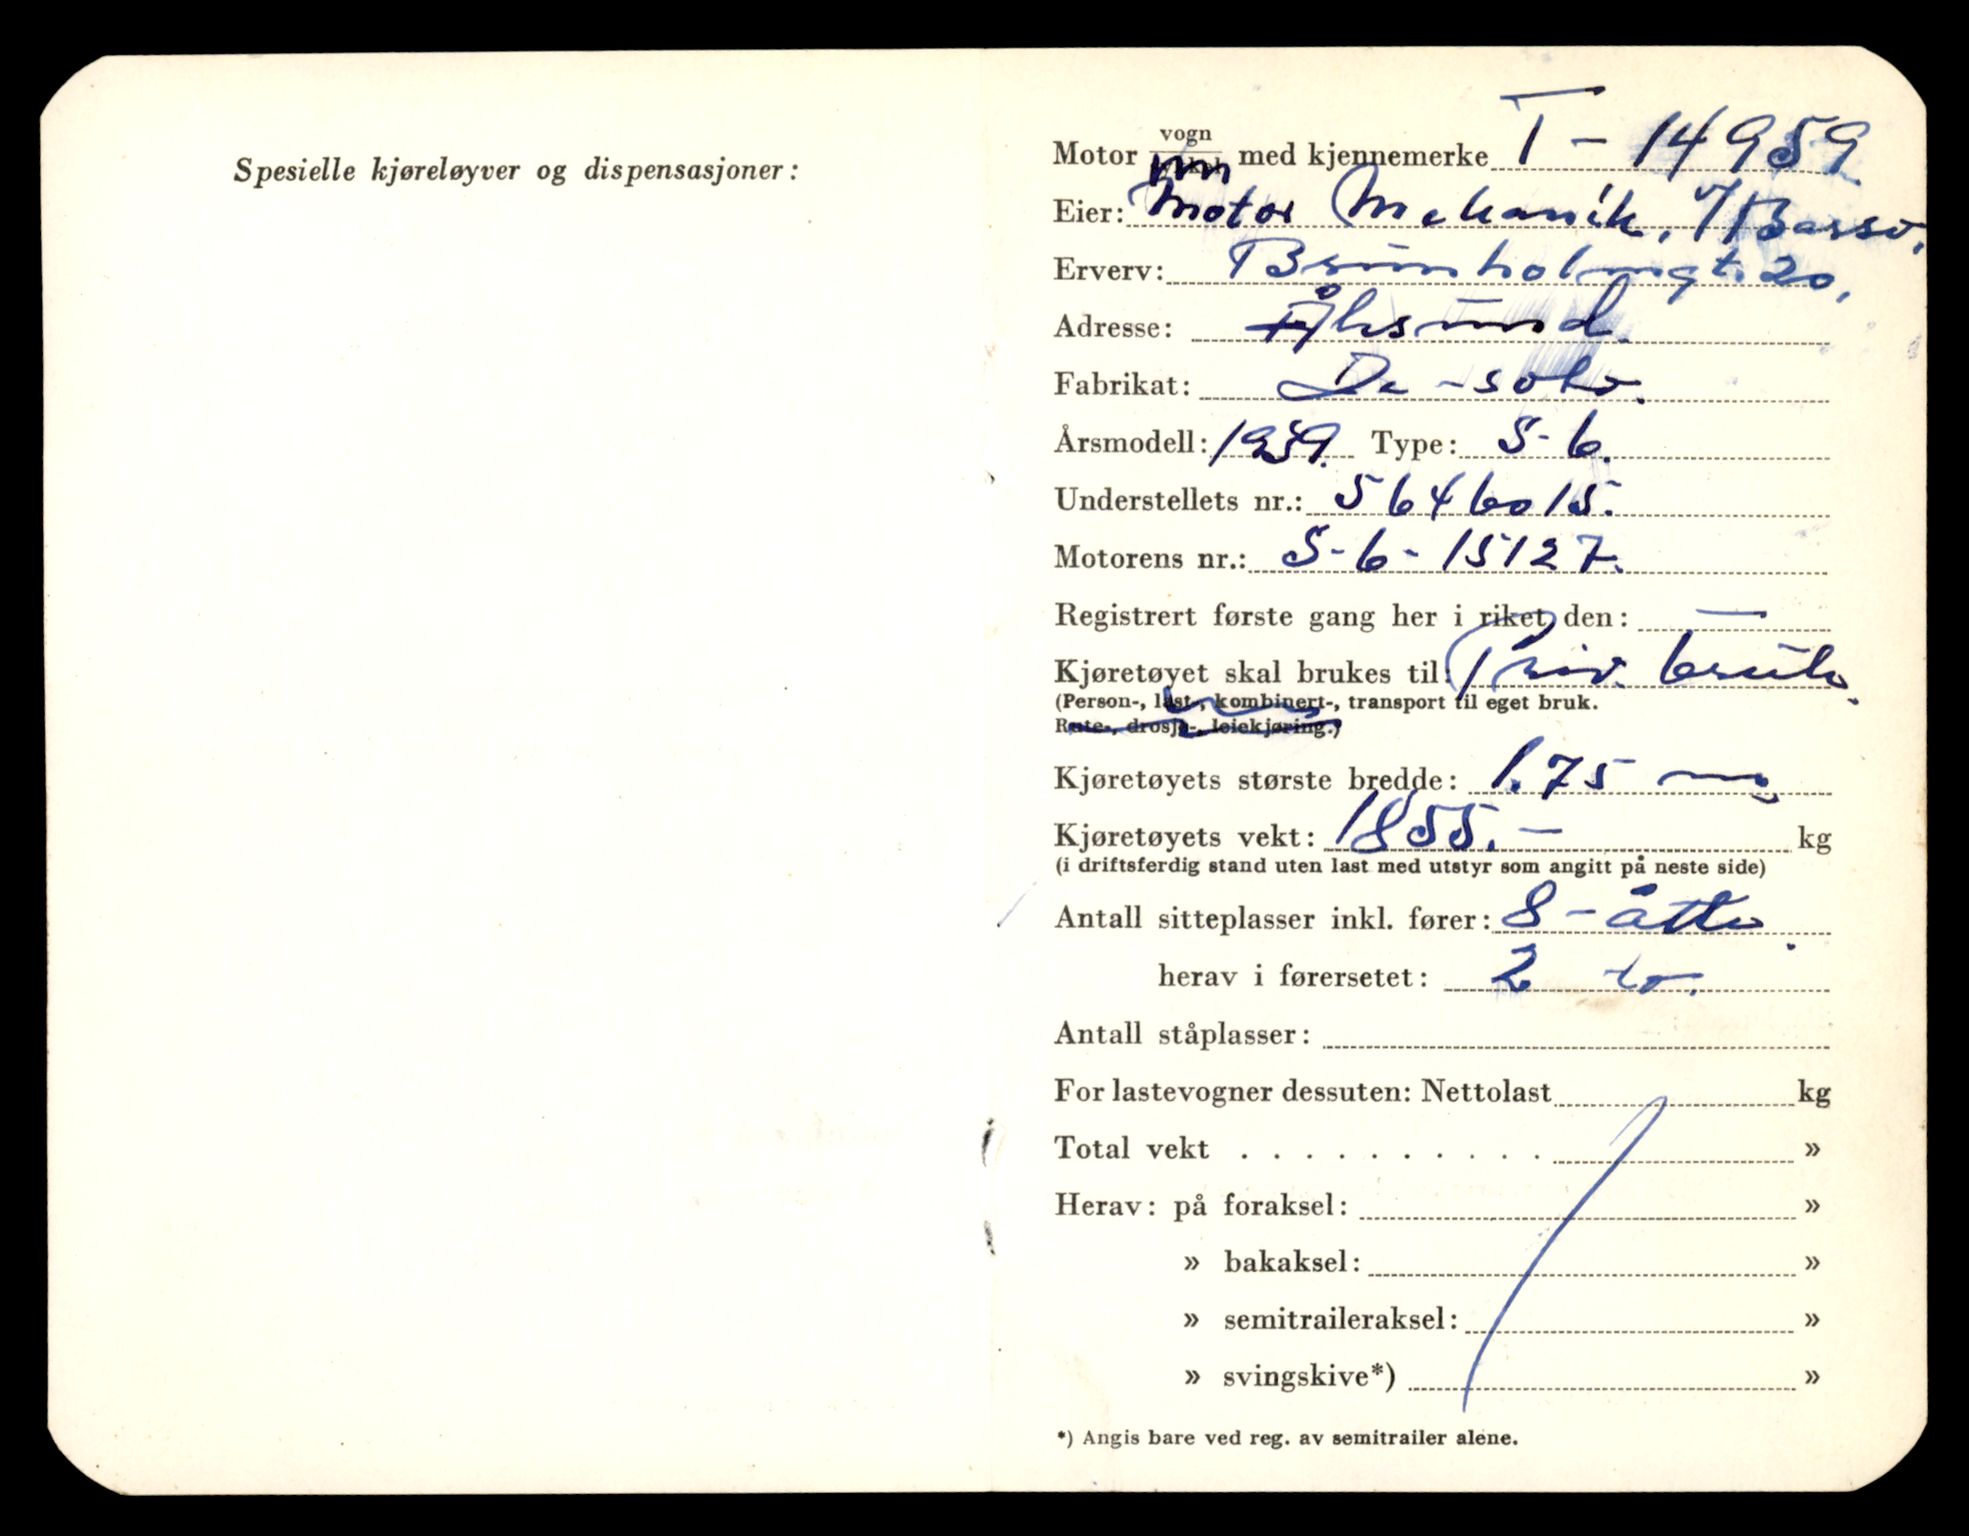 Spesielle kjøreløyver og dispensasjoner:
Motor vogn med kjennemerke T - 14959
Eier: Motor Mekanik, v/
Erverv: 20,
Adresse: Ålesund.
Fabrikat: De-soto.
Årsmodell: 1939. Type: S-6.
Understellets nr.: 5646015.
Motorens nr.: S-6-15127.
Registrert første gang her i riket den: —
Kjøretøyet skal brukes til: Priv. bruk.
(Person-, last-, kombinert-, transport til eget bruk.
Rute-, drosje-, leiekjøring.)
Kjøretøyets største bredde: 1.75 m,
Kjøretøyets vekt: 1855.- kg
(i driftsferdig stand uten last med utstyr som angitt på neste side)
Antall sitteplasser inkl. fører: 8 - åtte.
herav i førersetet: 2 to.
Antall ståplasser:
For lastevogner dessuten: Nettolast kg
Total vekt . . . . . . . . . . »
Herav: på foraksel: »
» bakaksel: »
» semitraileraksel: »
» svingskive*) »
*) Angis bare ved reg. av semitrailer alene.